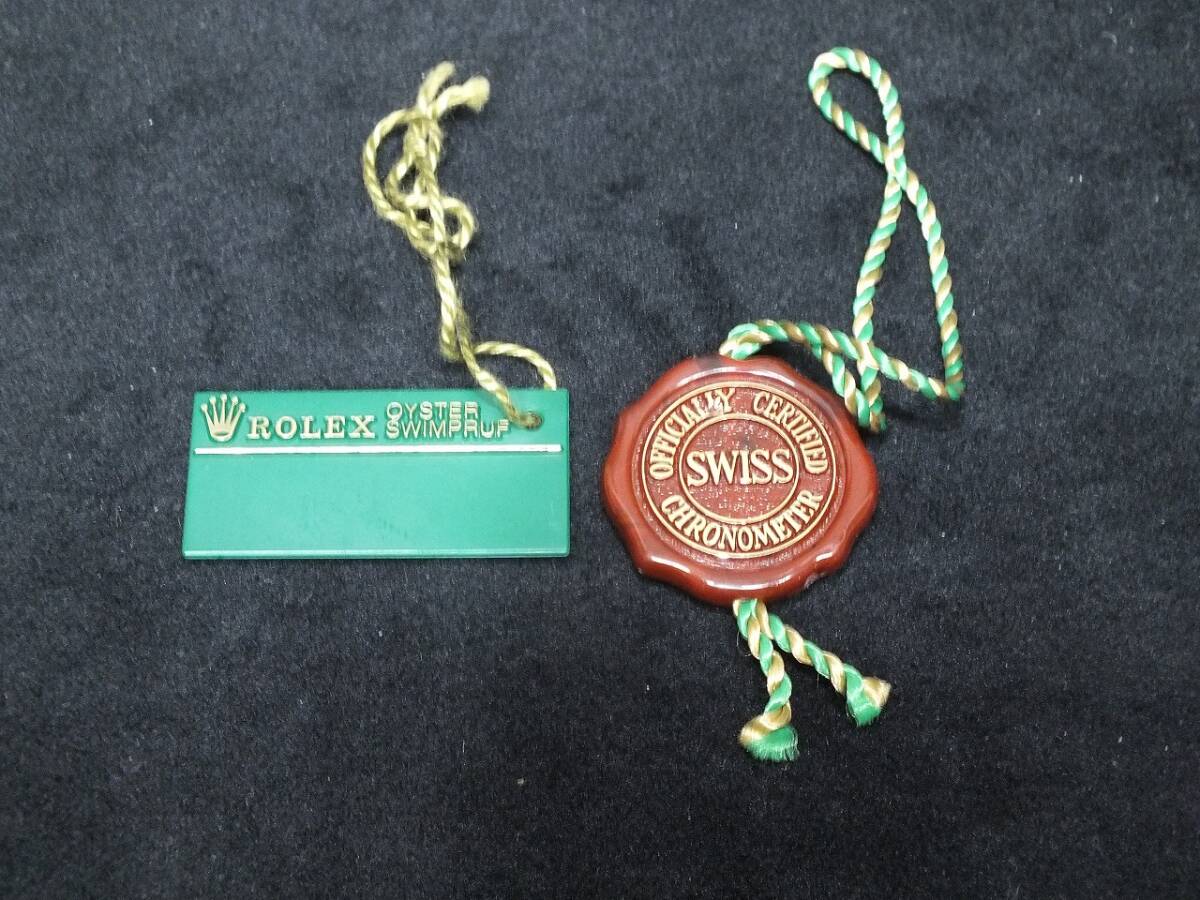 ROLEX OYSTER
SWIMPRUF
OFFICIALLY CERTIFIED
SWISS
CHRONOMETER